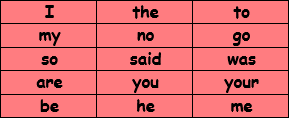 I the to
my no go
so said was
are you your
be he me